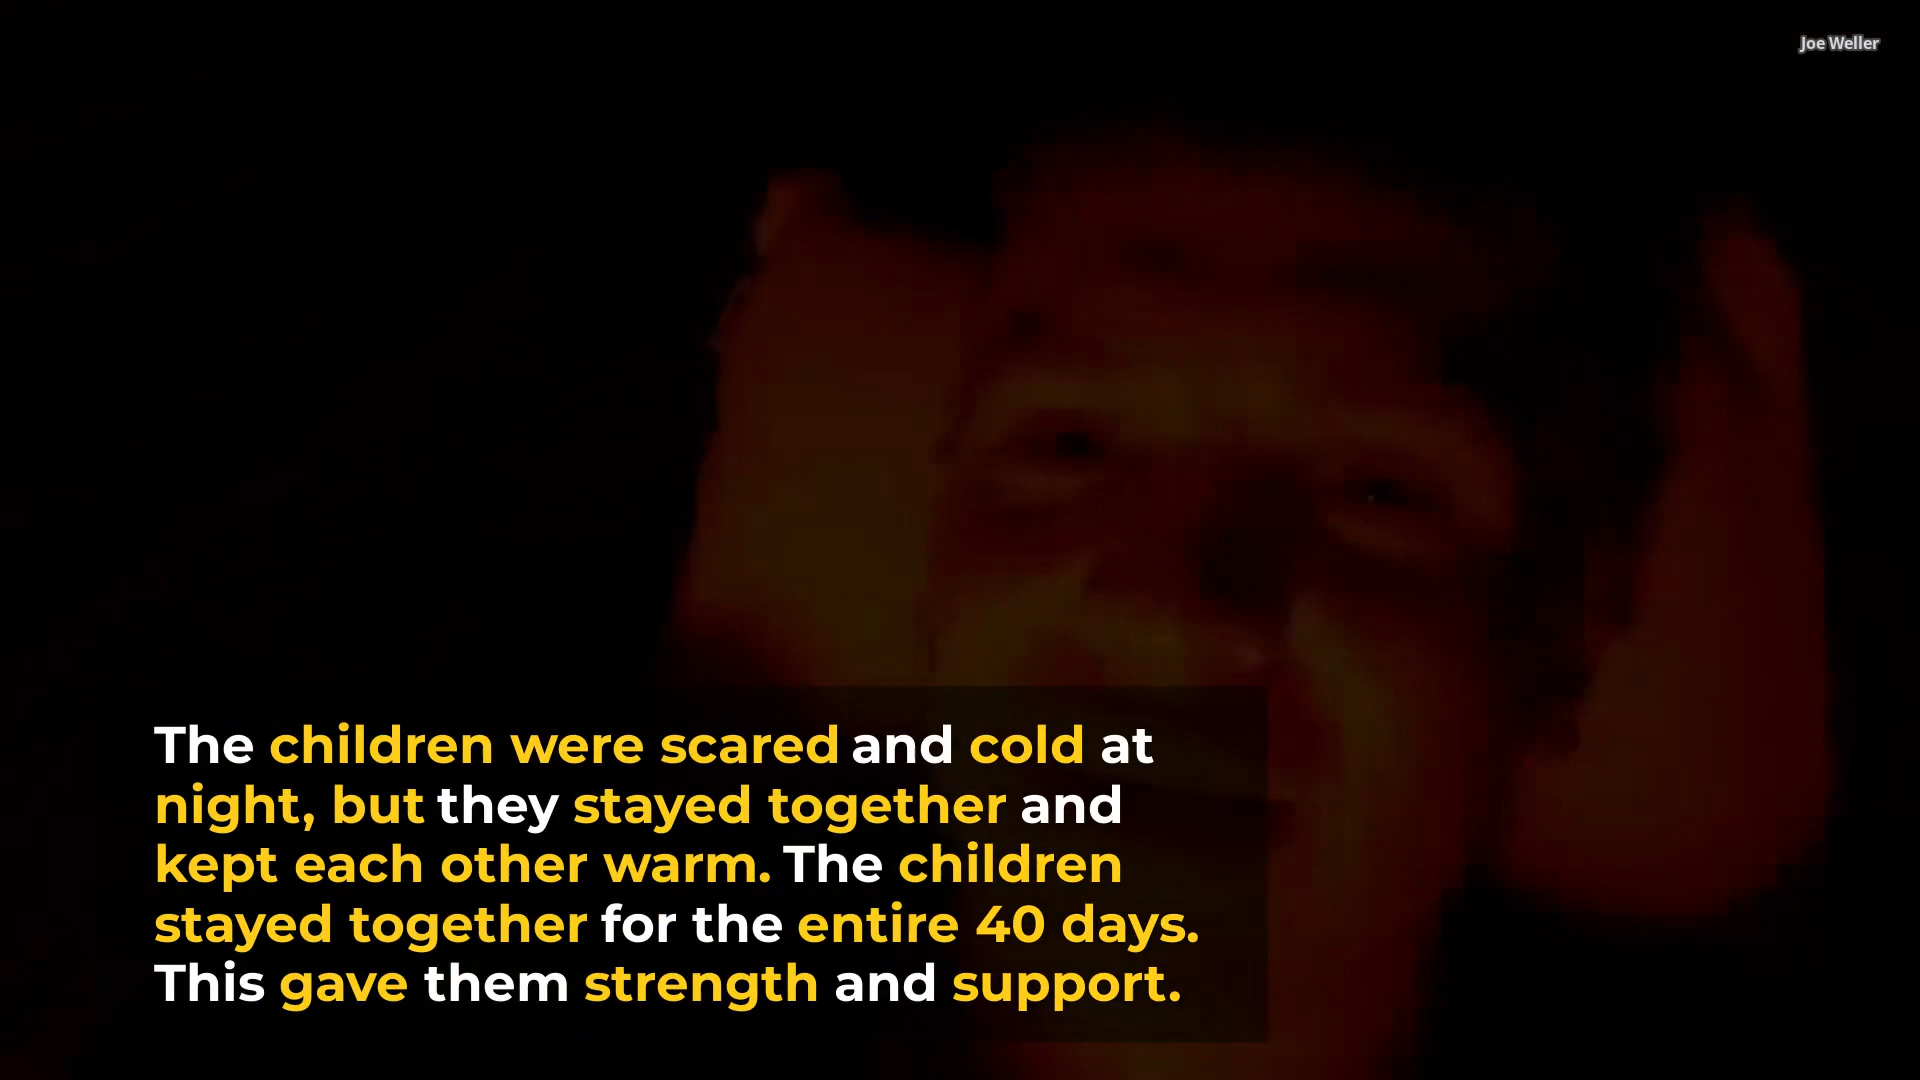 Joe Weller
The children were scared and cold at
night, but they stayed together and
kept each other warm. The children
stayed together for the entire 40 days.
This gave them strength and support.